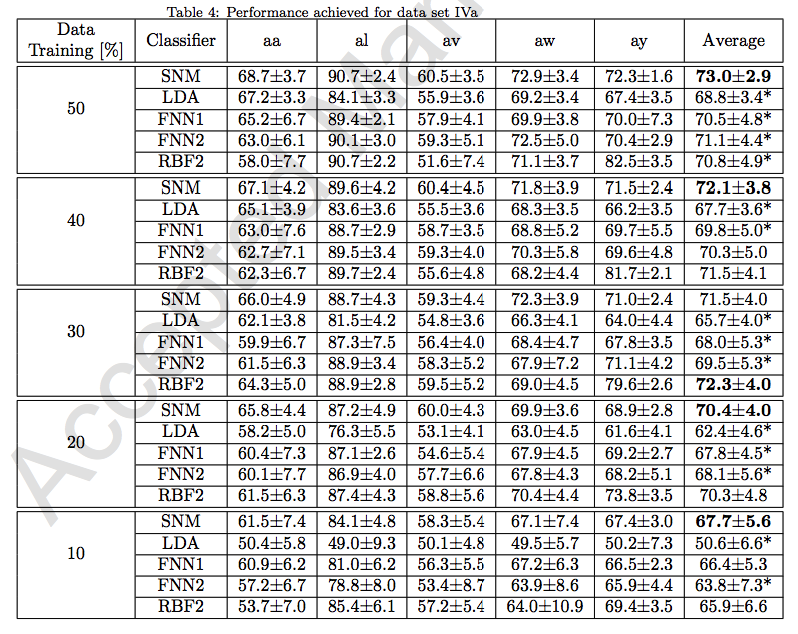 Table 4: Performance achieved for data set IVa
Data Training [%] Classifier aa al av aw ay Average
50
SNM 68.7±3.7 90.7±2.4 60.5±3.5 72.9±3.4 72.3±1.6 73.0±2.9
LDA 67.2±3.3 84.1±3.3 55.9±3.6 69.2±3.4 67.4±3.5 68.8±3.4*
FNN1 65.2±6.7 89.4±2.1 57.9±4.1 69.9±3.8 70.0±7.3 70.5±4.8*
FNN2 63.0±6.1 90.1±3.0 59.3±5.1 72.5±5.0 70.4±2.9 71.1±4.4*
RBF2 58.0±7.7 90.7±2.2 51.6±7.4 71.1±3.7 82.5±3.5 70.8±4.9*
40
SNM 67.1±4.2 89.6±4.2 60.4±4.5 71.8±3.9 71.5±2.4 72.1±3.8
LDA 65.1±3.9 83.6±3.6 55.5±3.6 68.3±3.5 66.2±3.5 67.7±3.6*
FNN1 63.0±7.6 88.7±2.9 58.7±3.5 68.8±5.2 69.7±5.5 69.8±5.0*
FNN2 62.7±7.1 89.5±3.4 59.3±4.0 70.3±5.8 69.6±4.8 70.3±5.0
RBF2 62.3±6.7 89.7±2.4 55.6±4.8 68.2±4.4 81.7±2.1 71.5±4.1
30
SNM 66.0±4.9 88.7±4.3 59.3±4.4 72.3±3.9 71.0±2.4 71.5±4.0
LDA 62.1±3.8 81.5±4.2 54.8±3.6 66.3±4.1 64.0±4.4 65.7±4.0*
FNN1 59.9±6.7 87.3±7.5 56.4±4.0 68.4±4.7 67.8±3.5 68.0±5.3*
FNN2 61.5±6.3 88.9±3.4 58.3±5.2 67.9±7.2 71.1±4.2 69.5±5.3*
RBF2 64.3±5.0 88.9±2.8 59.5±5.2 69.0±4.5 79.6±2.6 72.3±4.0
20
SNM 65.8±4.4 87.2±4.9 60.0±4.3 69.9±3.6 68.9±2.8 70.4±4.0
LDA 58.2±5.0 76.3±5.5 53.1±4.1 63.0±4.5 61.6±4.1 62.4±4.6*
FNN1 60.4±7.3 87.1±2.6 54.6±5.4 67.9±4.5 69.2±2.7 67.8±4.5*
FNN2 60.1±7.7 86.9±4.0 57.7±6.6 67.8±4.3 68.2±5.1 68.1±5.6*
RBF2 61.5±6.3 87.4±4.3 58.8±5.6 70.4±4.4 73.8±3.5 70.3±4.8
10
SNM 61.5±7.4 84.1±4.8 58.3±5.4 67.1±7.4 67.4±3.0 67.7±5.6
LDA 50.4±5.8 49.0±9.3 50.1±4.8 49.5±5.7 50.2±7.3 50.6±6.6*
FNN1 60.9±6.2 81.0±6.2 56.3±5.5 67.2±6.3 66.5±2.3 66.4±5.3
FNN2 57.2±6.7 78.8±8.0 53.4±8.7 63.9±8.6 65.9±4.4 63.8±7.3*
RBF2 53.7±7.0 85.4±6.1 57.2±5.4 64.0±10.9 69.4±3.5 65.9±6.6
Accepted Man